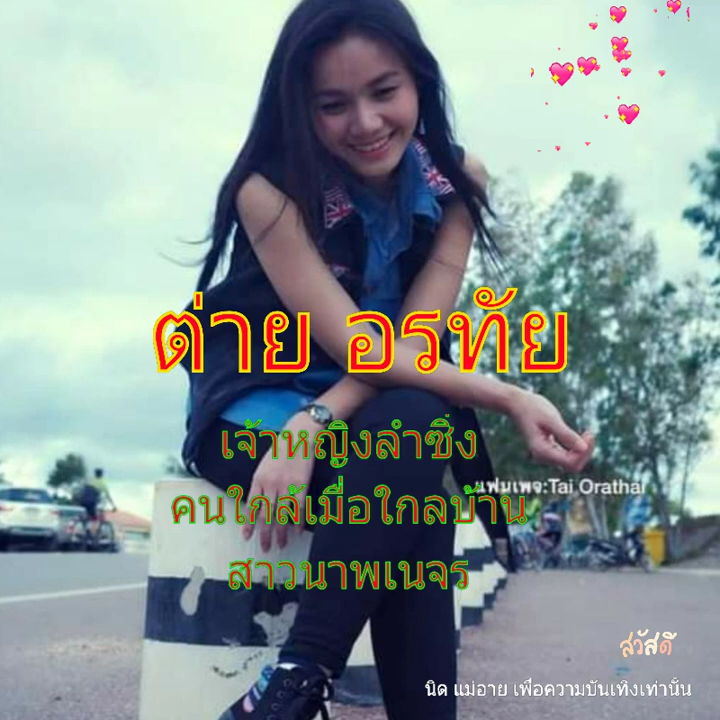 ต่าย อรทัย
เจ้าหญิงลำซิ่ง
แฟนเพจ:Tai Orathai
คนใกล้เมื่อไกลบ้าน
สาวนาพเนจร
สวัสดี
นิด แม่อาย เพื่อความบันเทิงเท่านั้น